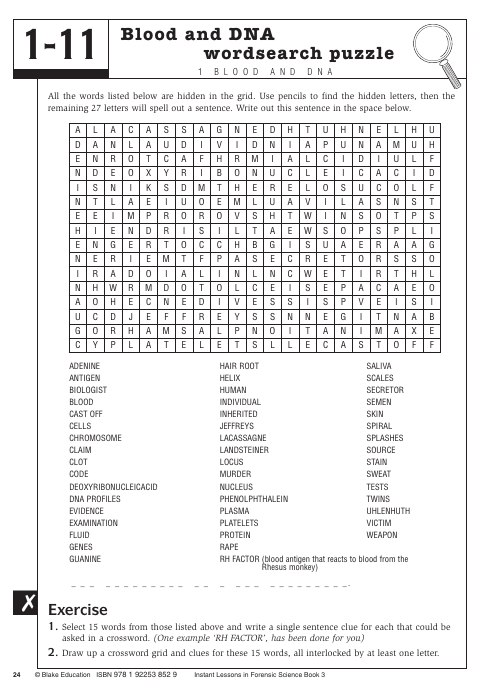 1-11
Blood and DNA
wordsearch puzzle
1 BLOOD AND DNA
All the words listed below are hidden in the grid. Use pencils to find the hidden letters, then the
remaining 27 letters will spell out a sentence. Write out this sentence in the space below.
A L A C A S S A G N E D H T U H N E L H U
D A N L A U D I V I D N I A P U N A M U H
E N R O T C A F H R M I A L C I D I U L F
N D E O X Y R I B O N U C L E I C A C I D
I S N I K S D M T H E R E L O S U C O L F
N T L A E I U O E M L U A V I L A S N S T
E E I M P R O R O V S H T W I N S O T P S
H I E N D R I S I L T A E W S O P S P L I
E N G E R T O C C H B G I S U A E R A A G
N E R I E M T F P A S E C R E T O R S S O
I R A D O I A L I N L N C W E T I R T H L
N H W R M D O T O L C E I S E P A C A E O
A O H E C N E D I V E S S I S P V E I S I
U C D J E F F R E Y S N N E G I T N A B
G O R H A M S A L P N O I T A N I M A X E
C Y P L A T E L E T S L L E C A S T O F F
ADENINE
ANTIGEN
BIOLOGIST
BLOOD
CAST OFF
CELLS
CHROMOSOME
CLAIM
CLOT
CODE
DEOXYRIBONUCLEICACID
DNA PROFILES
EVIDENCE
EXAMINATION
FLUID
GENES
GUANINE
HAIR ROOT
HELIX
HUMAN
INDIVIDUAL
INHERITED
JEFFREYS
LACASSAGNE
LANDSTEINER
LOCUS
MURDER
NUCLEUS
PHENOLPHTHALEIN
PLASMA
PLATELETS
PROTEIN
RAPE
RH FACTOR (blood antigen that reacts to blood from the
Rhesus monkey)
SALIVA
SCALES
SECRETOR
SEMEN
SKIN
SPIRAL
SPLASHES
SOURCE
STAIN
SWEAT
TESTS
TWINS
UHLENHUTH
VICTIM
WEAPON
✗
Exercise
1. Select 15 words from those listed above and write a single sentence clue for each that could be
asked in a crossword. (One example 'RH FACTOR', has been done for you)
2. Draw up a crossword grid and clues for these 15 words, all interlocked by at least one letter.
24 © Blake Education ISBN 978 1 92253 852 9 Instant Lessons in Forensic Science Book 3